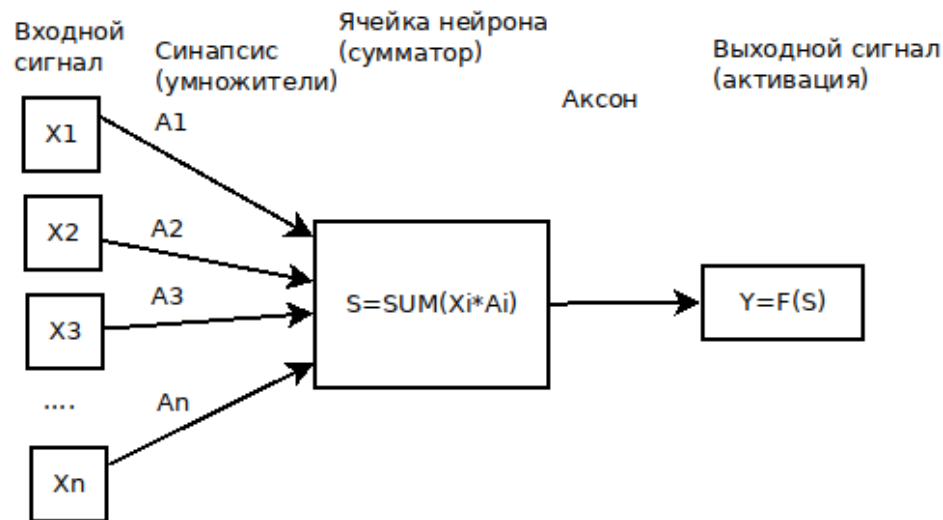 Входной
сигнал
Синапсис
(умножители)
Ячейка нейрона
(сумматор)
Аксон
Выходной сигнал
(активация)
X1
A1
X2
A2
X3
A3
....
An
Xn
S=SUM(Xi*Ai)
Y=F(S)